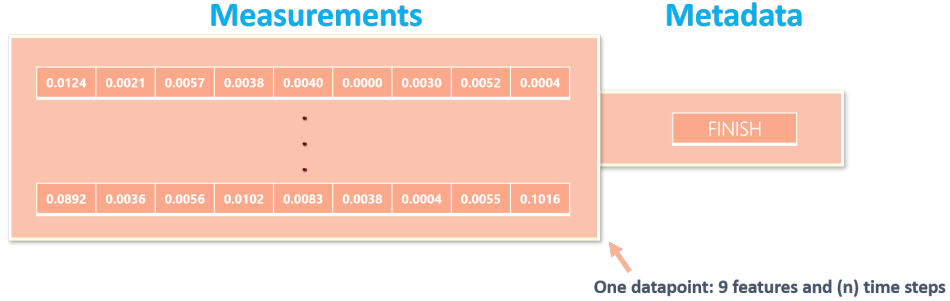 Measurements
Metadata
0.0124 0.0021 0.0057 0.0038 0.0040 0.0000 0.0030 0.0052 0.0004
FINISH
0.0892 0.0036 0.0056 0.0102 0.0083 0.0038 0.0004 0.0055 0.1016
One datapoint: 9 features and (n) time steps